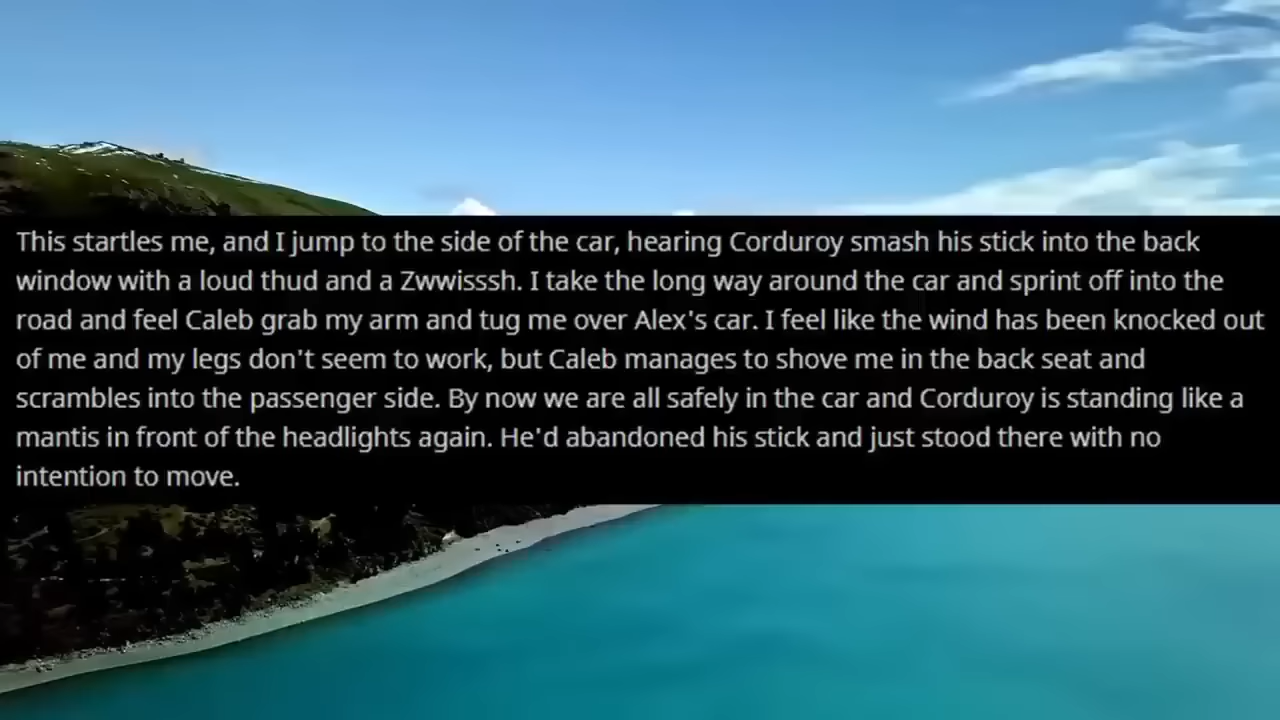 This startles me, and I jump to the side of the car, hearing Corduroy smash his stick into the back
window with a loud thud and a Zwwisssh. I take the long way around the car and sprint off into the
road and feel Caleb grab my arm and tug me over Alex's car. I feel like the wind has been knocked out
of me and my legs don't seem to work, but Caleb manages to shove me in the back seat and
scrambles into the passenger side. By now we are all safely in the car and Corduroy is standing like a
mantis in front of the headlights again. He'd abandoned his stick and just stood there with no
intention to move.